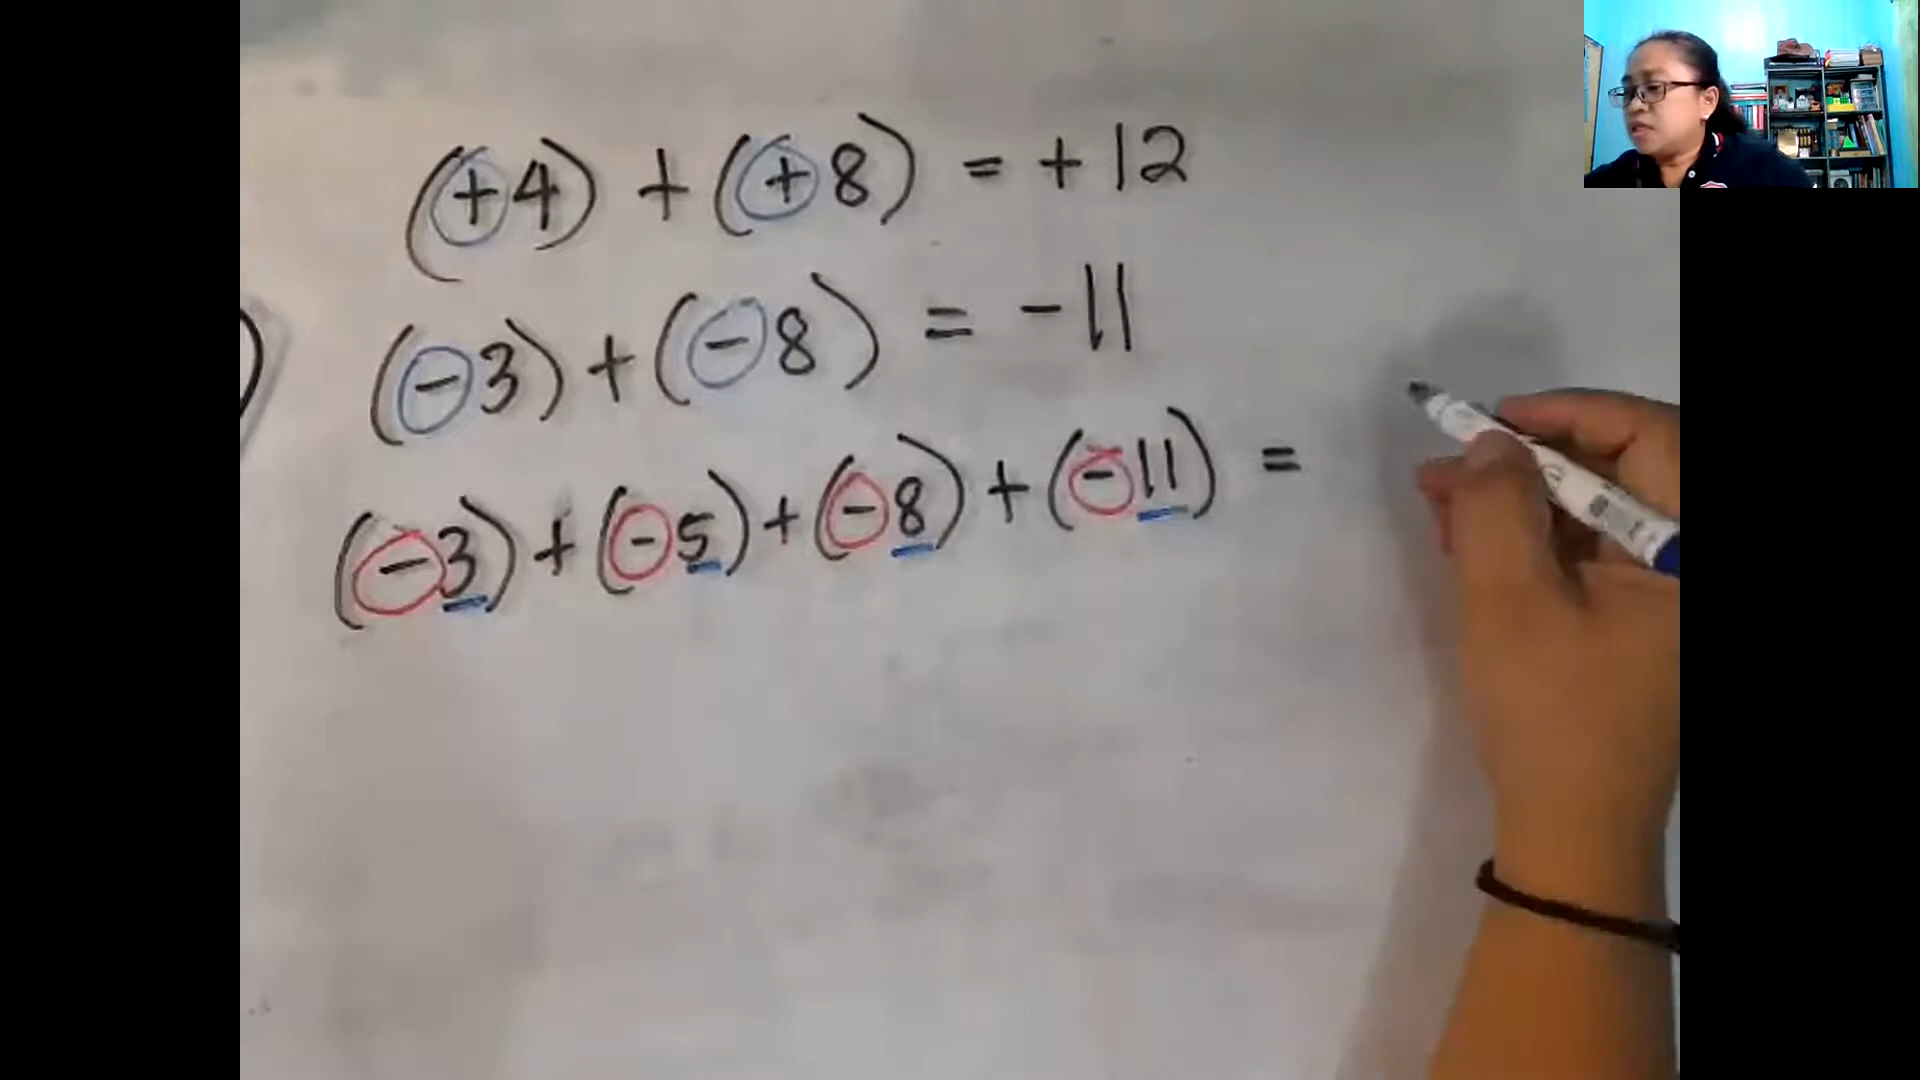 (+4) + (+8) = +12
(-3) + (-8) = -11
(-3) + (-5) + (-8) + (-11) =